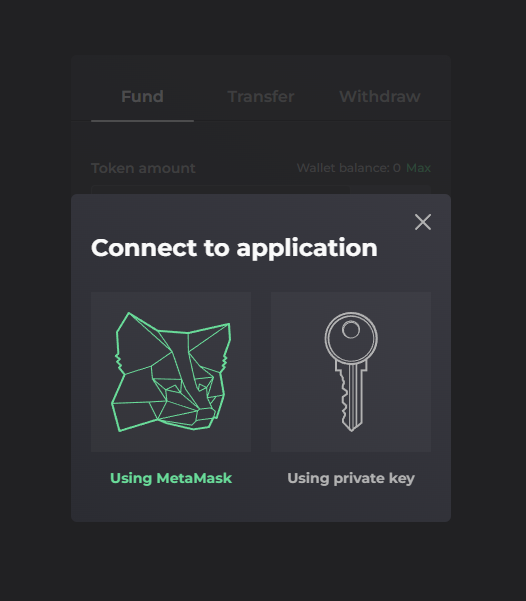 Fund Transfer Withdraw
Token amount Wallet balance: 0 Max
Connect to application
Using MetaMask Using private key